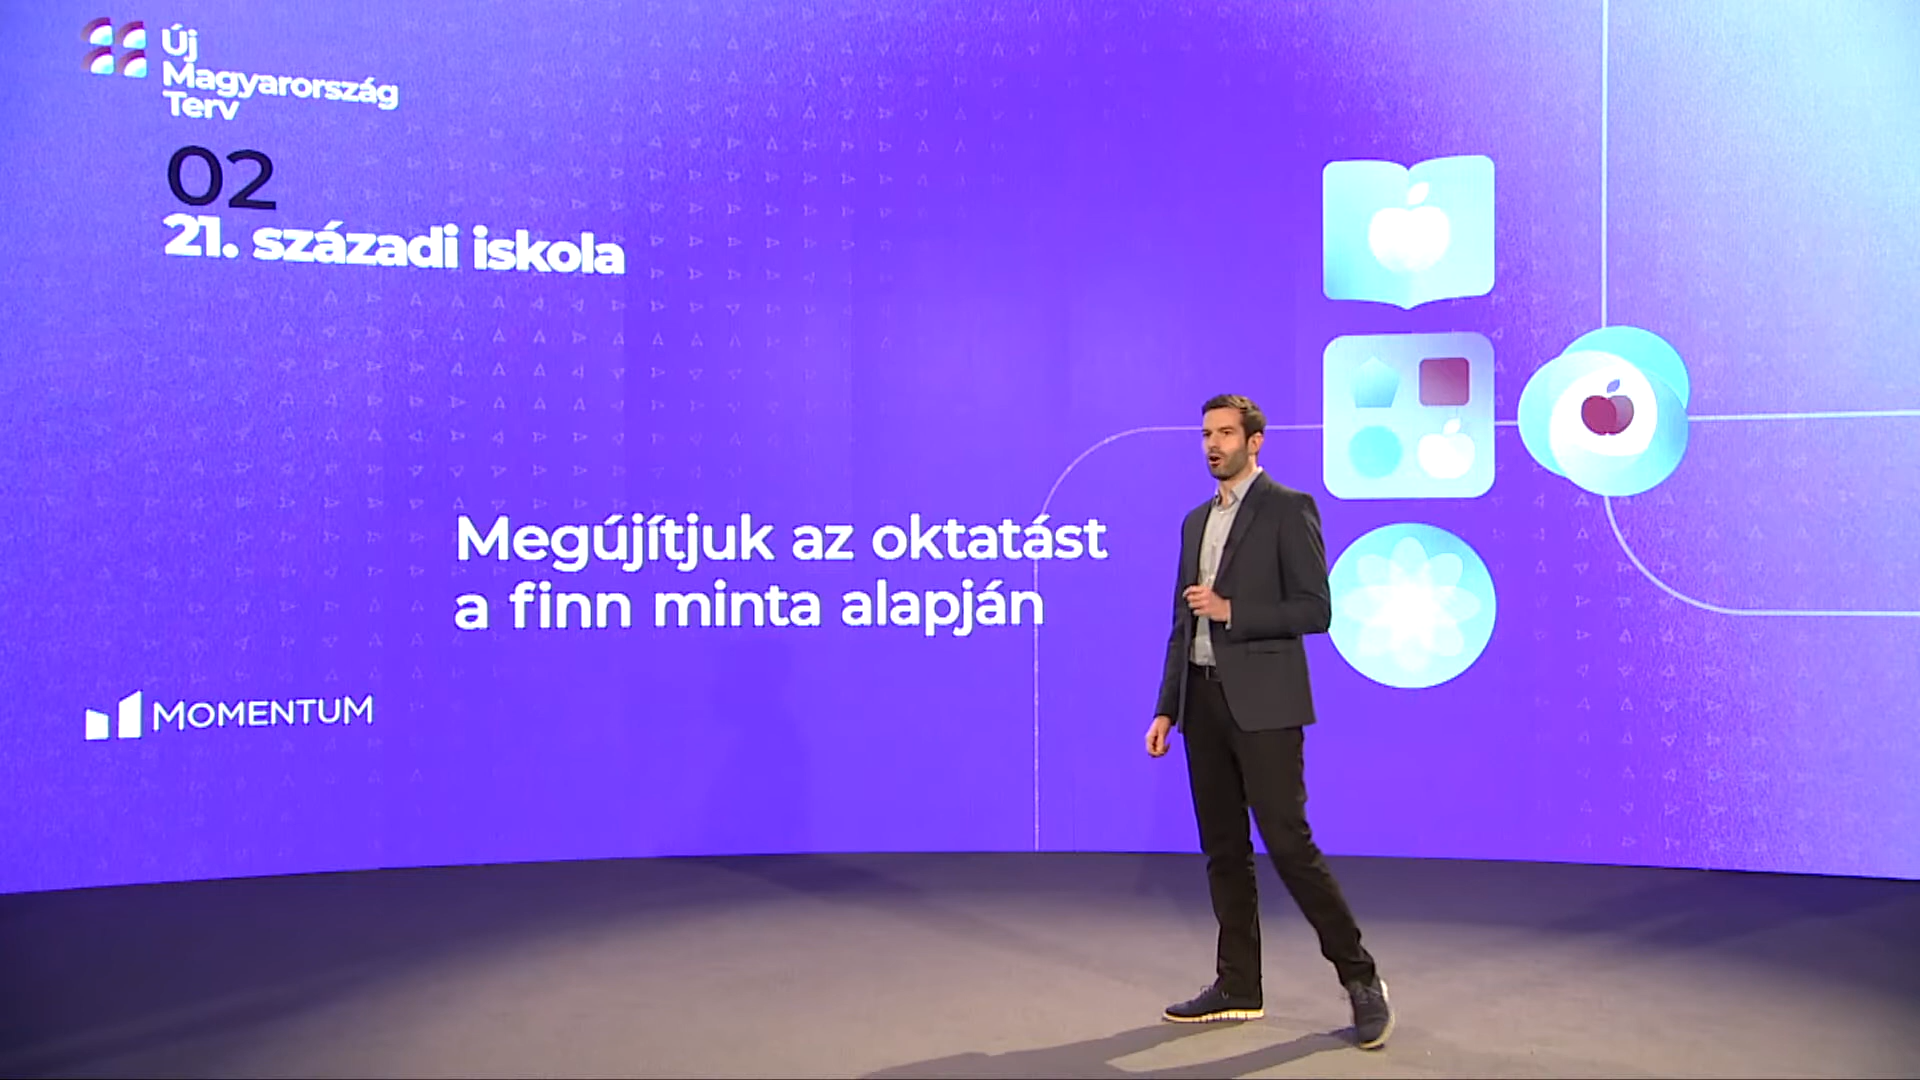 Új
Magyarország
Terv
02
21. századi iskola
Megújítjuk az oktatást
a finn minta alapján
MOMENTUM